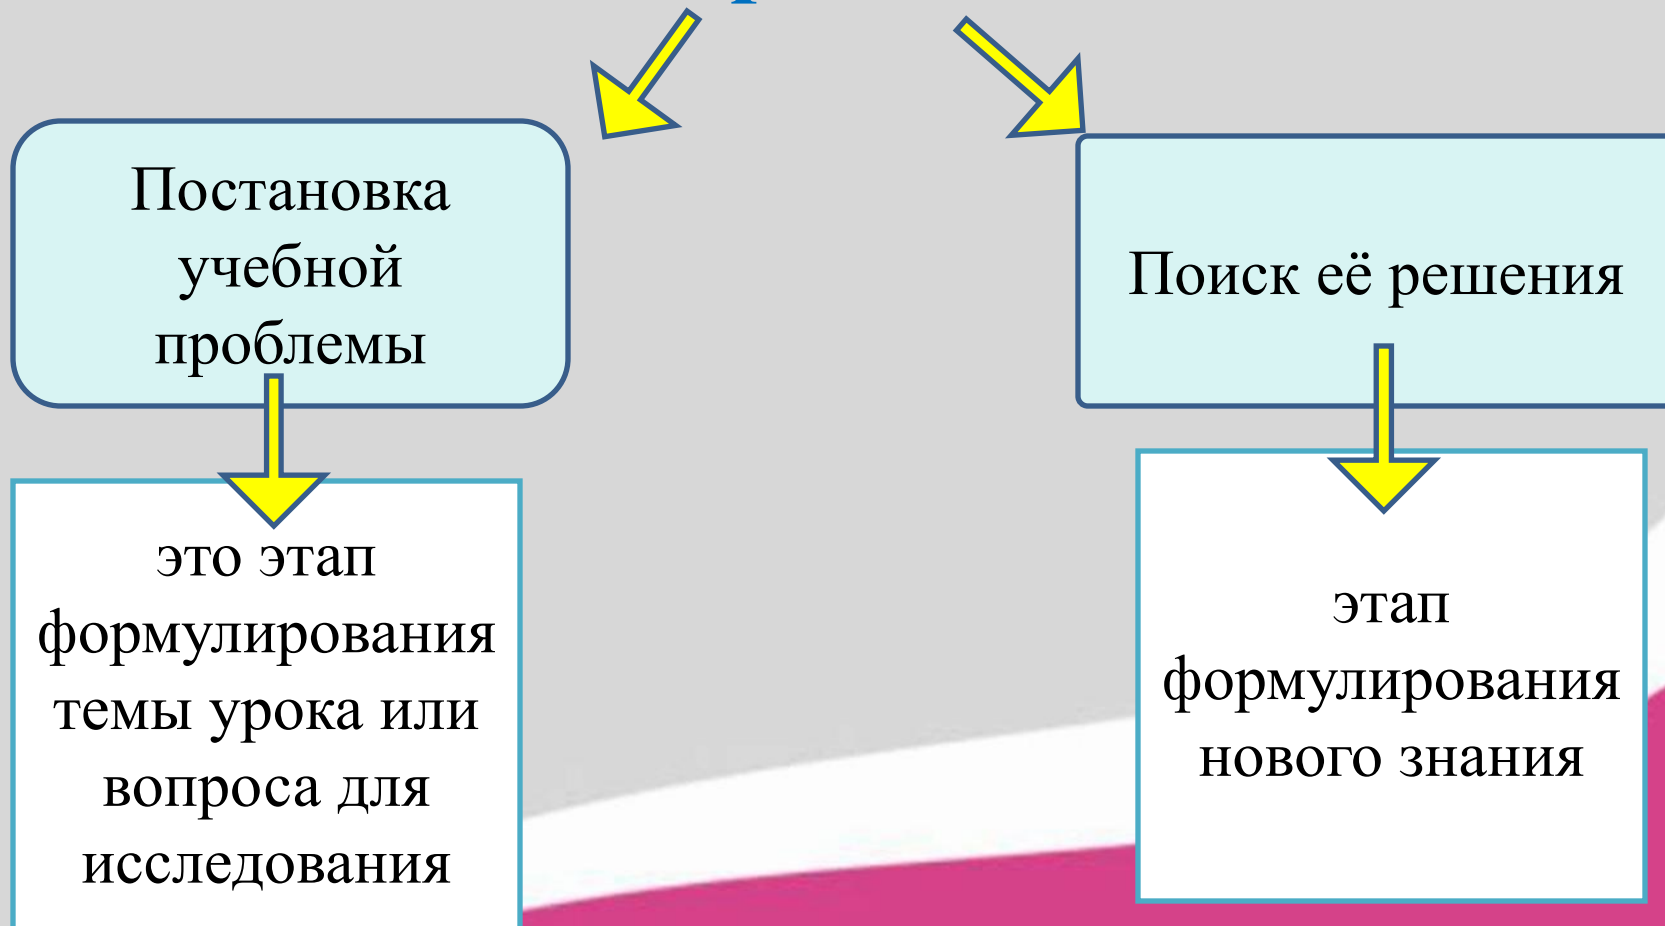 Постановка
учебной
проблемы
Поиск её решения
это этап
формулирования
темы урока или
вопроса для
исследования
этап
формулирования
нового знания